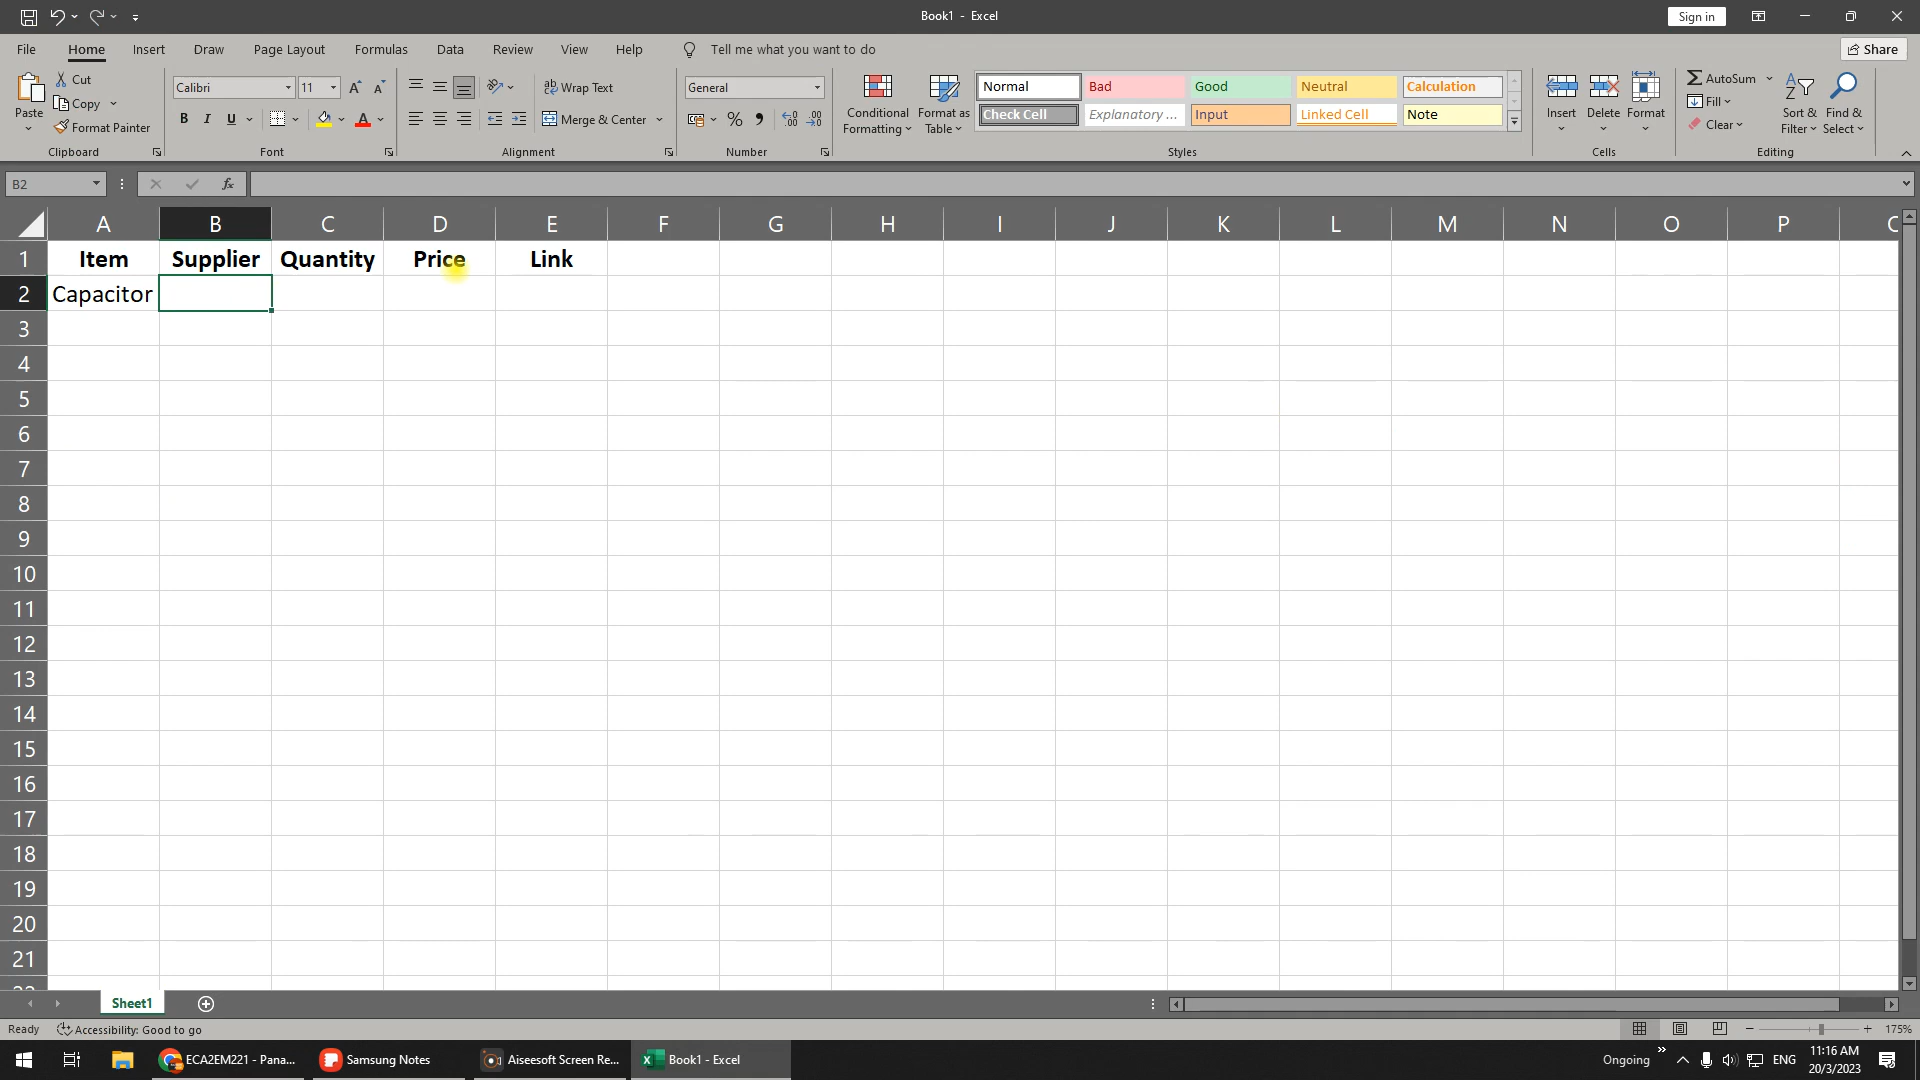 Book1 - Excel
Sign in
File Home Insert Draw Page Layout Formulas Data Review View Help Tell me what you want to do
Share
Paste
Cut
Copy
Format Painter
Clipboard
Calibri 11
B I U
Font
Wrap Text
Merge & Center
Alignment
General
Number
Conditional Formatting
Format as Table
Normal Bad Good Neutral Calculation
Check Cell Explanatory ... Input Linked Cell Note
Styles
Insert Delete Format
Cells
AutoSum
Fill
Clear
Sort & Filter
Find & Select
Editing
B2
fx
A B C D E F G H I J K L M N O P
1 Item Supplier Quantity Price Link
2 Capacitor
3
4
5
6
7
8
9
10
11
12
13
14
15
16
17
18
19
20
21
Sheet1
Ready Accessibility: Good to go
175%
ECA2EM221 - Pana...
Samsung Notes
Aiseesoft Screen Re...
Book1 - Excel
Ongoing
ENG
11:16 AM
20/3/2023